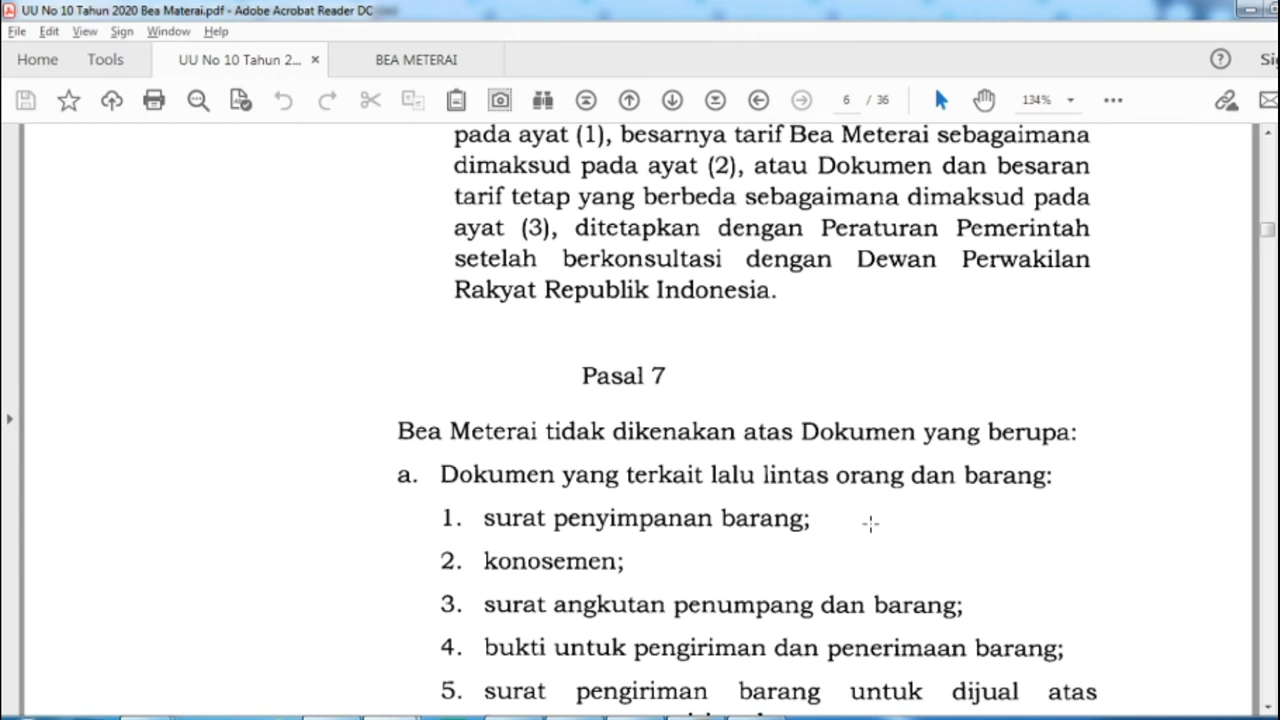 UU No 10 Tahun 2020 Bea Materai.pdf - Adobe Acrobat Reader DC
File Edit View Sign Window Help
Home Tools UU No 10 Tahun 2... × BEA METERAI
6 / 36 134%
pada ayat (1), besarnya tarif Bea Meterai sebagaimana
dimaksud pada ayat (2), atau Dokumen dan besaran
tarif tetap yang berbeda sebagaimana dimaksud pada
ayat (3), ditetapkan dengan Peraturan Pemerintah
setelah berkonsultasi dengan Dewan Perwakilan
Rakyat Republik Indonesia.
Pasal 7
Bea Meterai tidak dikenakan atas Dokumen yang berupa:
a. Dokumen yang terkait lalu lintas orang dan barang:
1. surat penyimpanan barang;
2. konosemen;
3. surat angkutan penumpang dan barang;
4. bukti untuk pengiriman dan penerimaan barang;
5. surat pengiriman barang untuk dijual atas